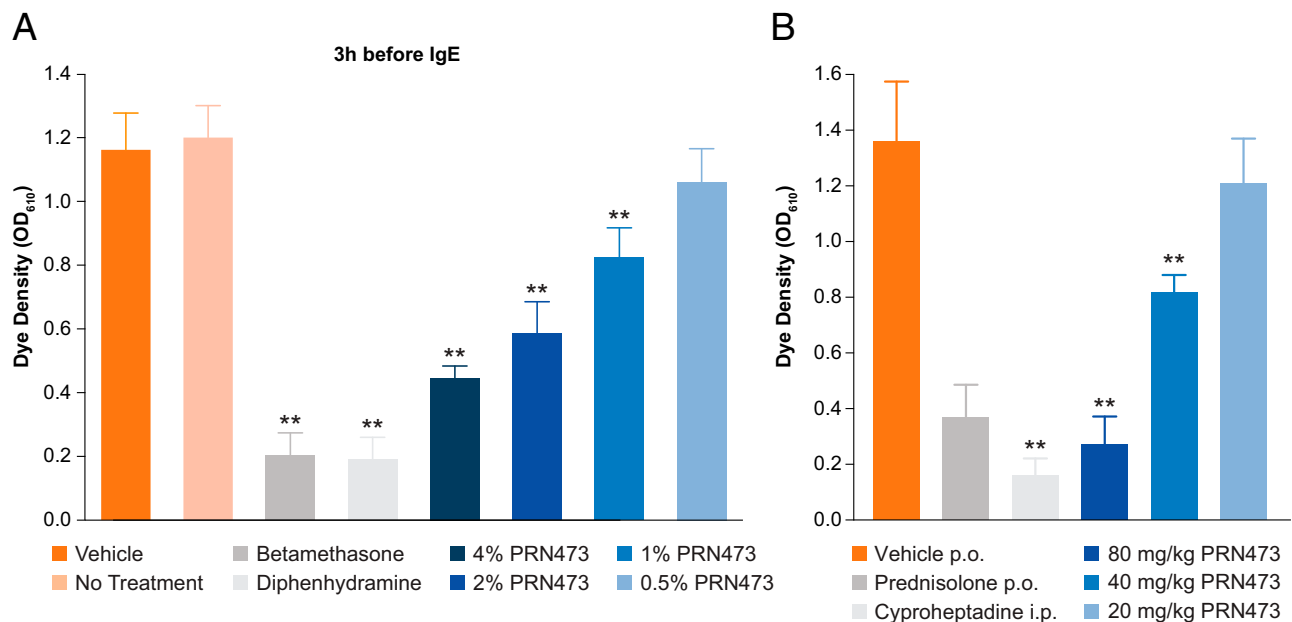 A
3h before IgE
Dye Density (OD610)
1.4
1.2
1.0
0.8
0.6
0.4
0.2
0.0
**
**
**
**
**
Vehicle
No Treatment
Betamethasone
Diphenhydramine
4% PRN473
2% PRN473
1% PRN473
0.5% PRN473
B
Dye Density (OD610)
1.6
1.4
1.2
1.0
0.8
0.6
0.4
0.2
0.0
**
**
**
Vehicle p.o.
Prednisolone p.o.
Cyproheptadine i.p.
80 mg/kg PRN473
40 mg/kg PRN473
20 mg/kg PRN473